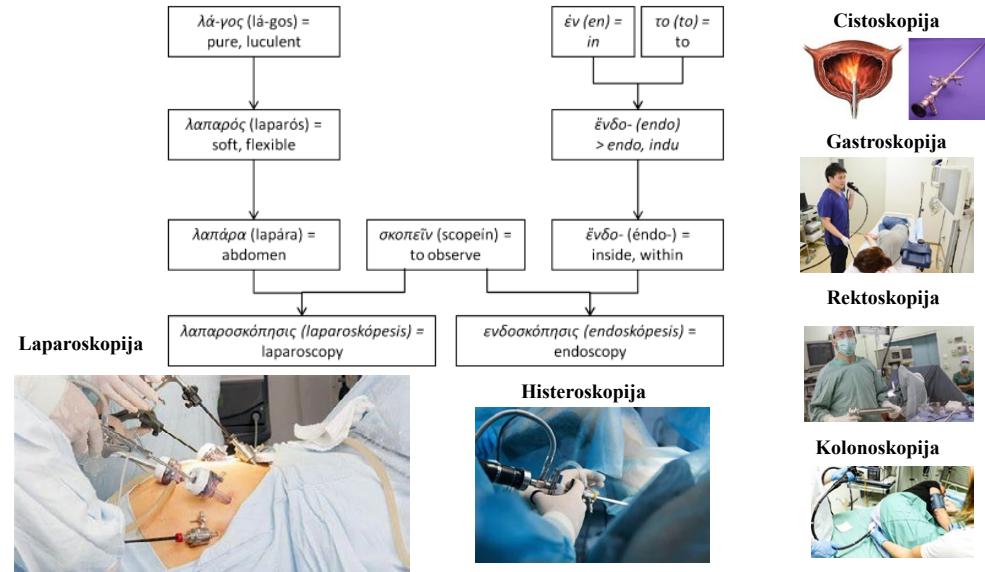 λά-γος (lá-gos) =
pure, luculent
ἐν (en) =
in
το (to) =
to
Cistoskopija
λαπαρός (laparós) =
soft, flexible
ἔνδο- (endo)
> endo, indu
Gastroskopija
λαπάρα (lapára) =
abdomen
σκοπεῖν (scopein) =
to observe
ἔνδο- (éndo-) =
inside, within
Rektoskopija
λαπαροσκόπησις (laparoskópesis) =
laparoscopy
ενδοσκόπησις (endoskópesis) =
endoscopy
Laparoskopija
Histeroskopija
Kolonoskopija